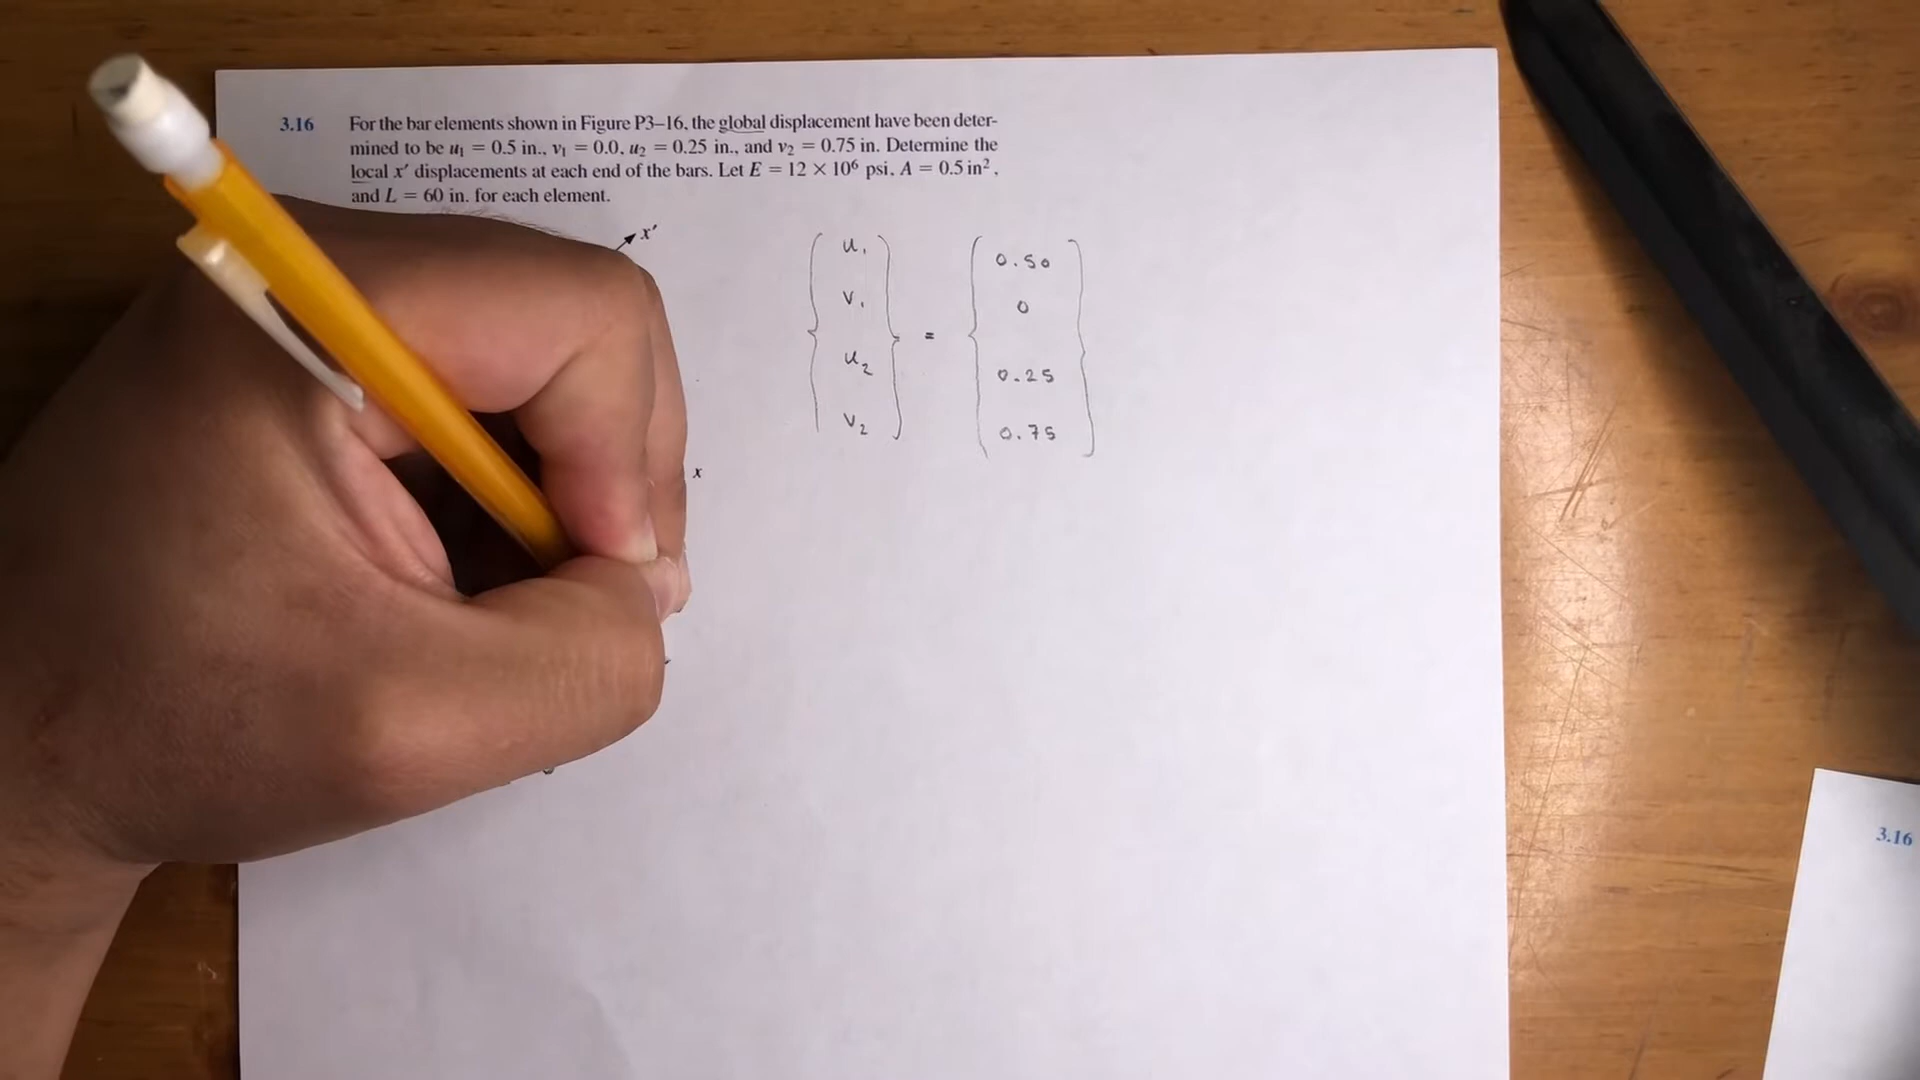 3.16 For the bar elements shown in Figure P3–16, the global displacement have been deter-
mined to be u₁ = 0.5 in., v₁ = 0.0, u₂ = 0.25 in., and v₂ = 0.75 in. Determine the
local x′ displacements at each end of the bars. Let E = 12 × 10⁶ psi, A = 0.5 in²,
and L = 60 in. for each element.
x′
u₁
v₁
u₂
v₂
=
0.50
0
0.25
0.75
x
3.16